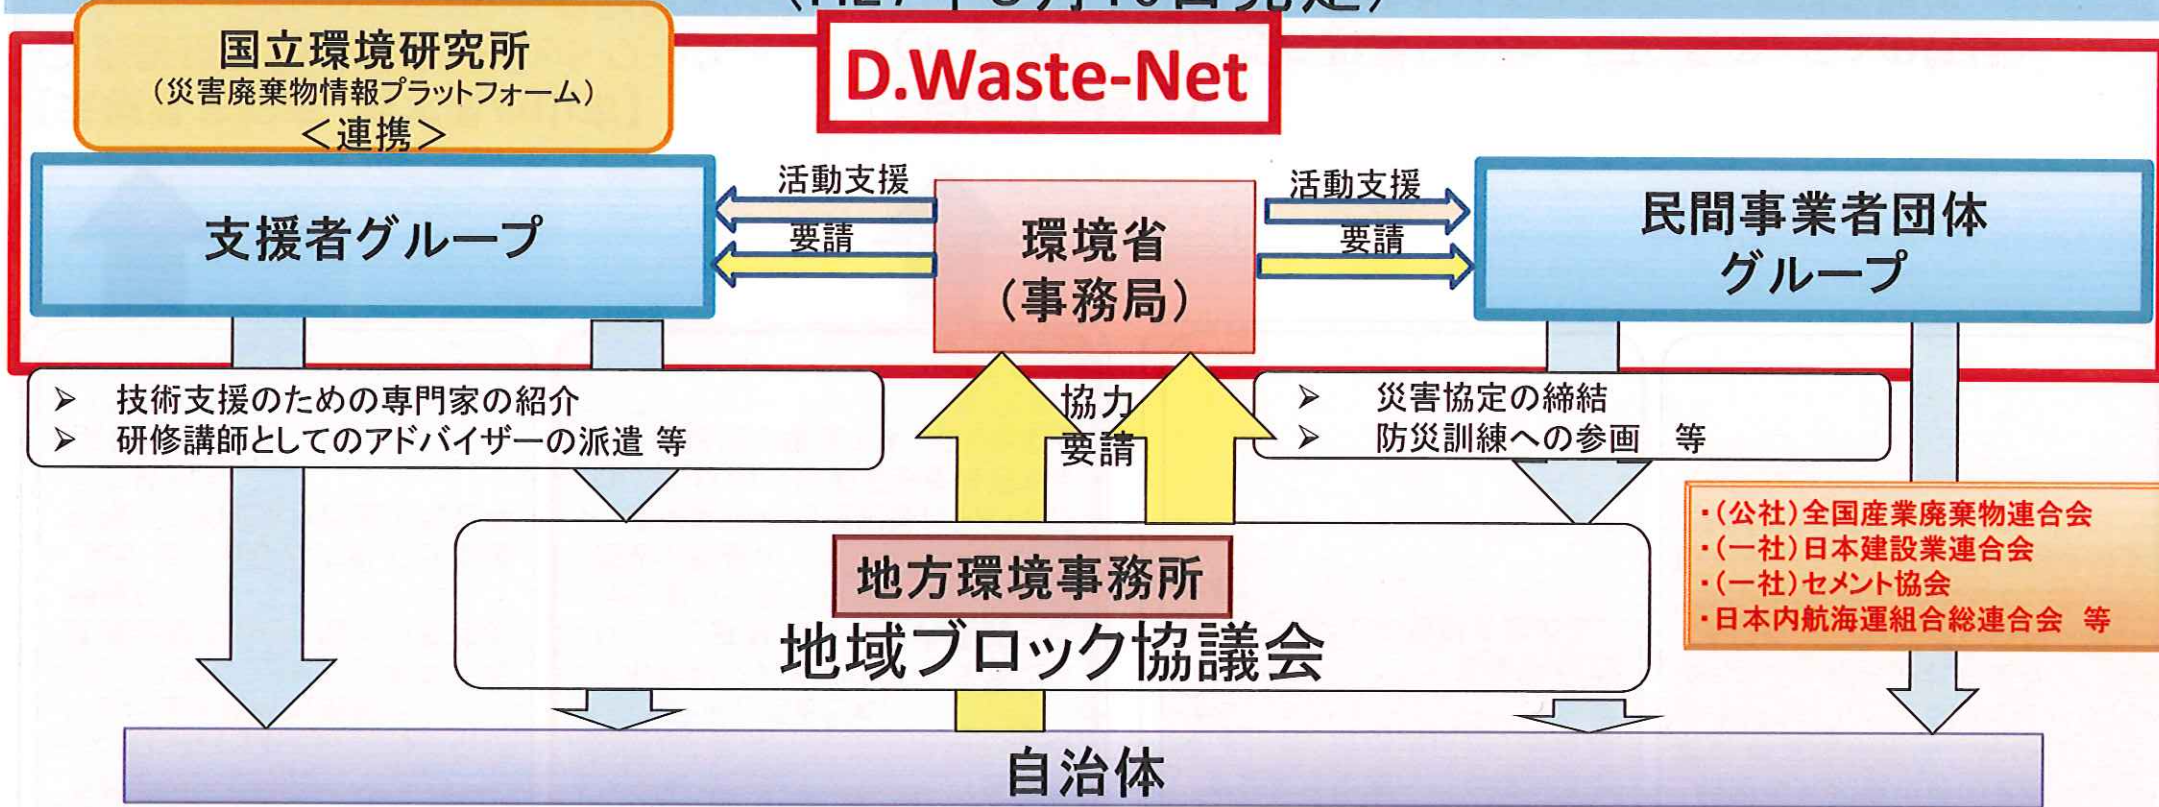 国立環境研究所
（災害廃棄物情報プラットフォーム）
＜連携＞
D.Waste-Net
支援者グループ
活動支援
要請
環境省
（事務局）
活動支援
要請
民間事業者団体
グループ
➢ 技術支援のための専門家の紹介
➢ 研修講師としてのアドバイザーの派遣 等
協力
要請
➢ 災害協定の締結
➢ 防災訓練への参画　等
・（公社）全国産業廃棄物連合会
・（一社）日本建設業連合会
・（一社）セメント協会
・日本内航海運組合総連合会　等
地方環境事務所
地域ブロック協議会
自治体